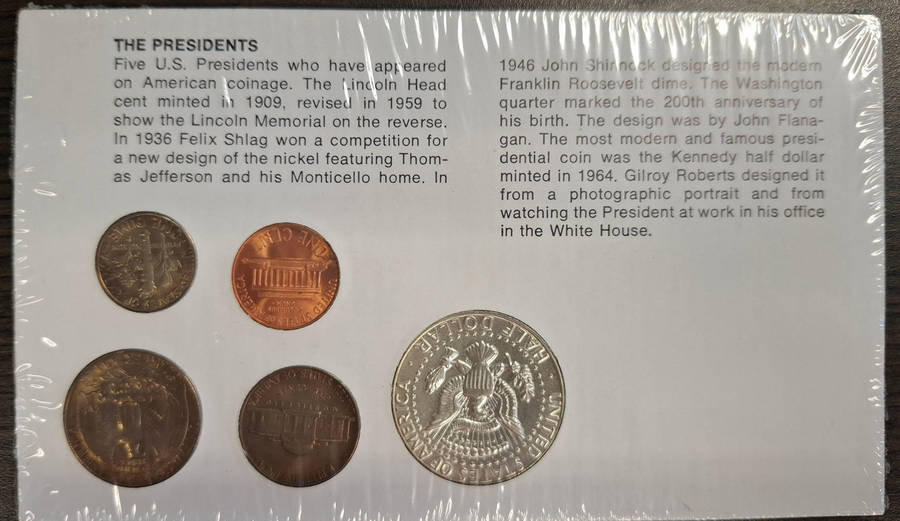 THE PRESIDENTS
Five U.S. Presidents who have appeared
on American coinage. The Lincoln Head
cent minted in 1909, revised in 1959 to
show the Lincoln Memorial on the reverse.
In 1936 Felix Shlag won a competition for
a new design of the nickel featuring Thom-
as Jefferson and his Monticello home. In
1946 John Shinnock designed the modern
Franklin Roosevelt dime. The Washington
quarter marked the 200th anniversary of
his birth. The design was by John Flana-
gan. The most modern and famous presi-
dential coin was the Kennedy half dollar
minted in 1964. Gilroy Roberts designed it
from a photographic portrait and from
watching the President at work in his office
in the White House.
ONE CENT
UNITED STATES OF AMERICA
HALF DOLLAR
UNITED STATES OF AMERICA